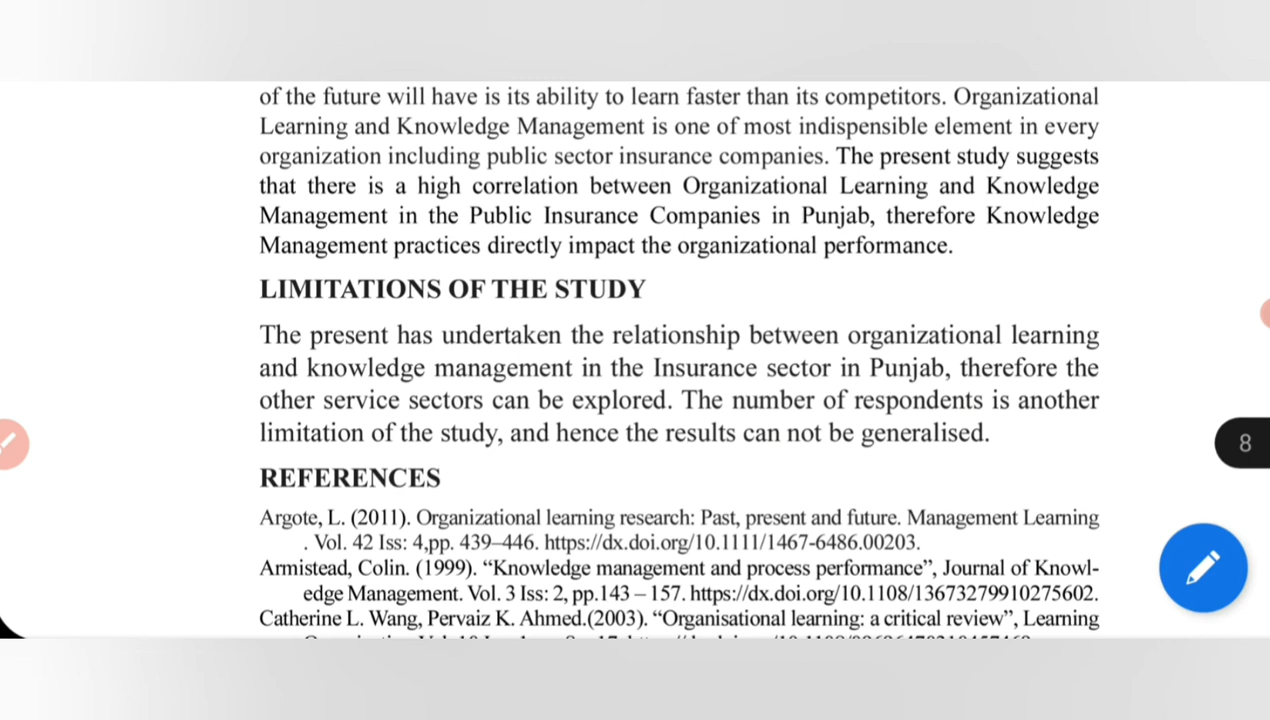 of the future will have is its ability to learn faster than its competitors. Organizational
Learning and Knowledge Management is one of most indispensible element in every
organization including public sector insurance companies. The present study suggests
that there is a high correlation between Organizational Learning and Knowledge
Management in the Public Insurance Companies in Punjab, therefore Knowledge
Management practices directly impact the organizational performance.
LIMITATIONS OF THE STUDY
The present has undertaken the relationship between organizational learning
and knowledge management in the Insurance sector in Punjab, therefore the
other service sectors can be explored. The number of respondents is another
limitation of the study, and hence the results can not be generalised.
8
REFERENCES
Argote, L. (2011). Organizational learning research: Past, present and future. Management Learning
. Vol. 42 Iss: 4,pp. 439–446. https://dx.doi.org/10.1111/1467-6486.00203.
Armistead, Colin. (1999). “Knowledge management and process performance”, Journal of Knowl-
edge Management. Vol. 3 Iss: 2, pp.143 – 157. https://dx.doi.org/10.1108/13673279910275602.
Catherine L. Wang, Pervaiz K. Ahmed.(2003). “Organisational learning: a critical review”, Learning